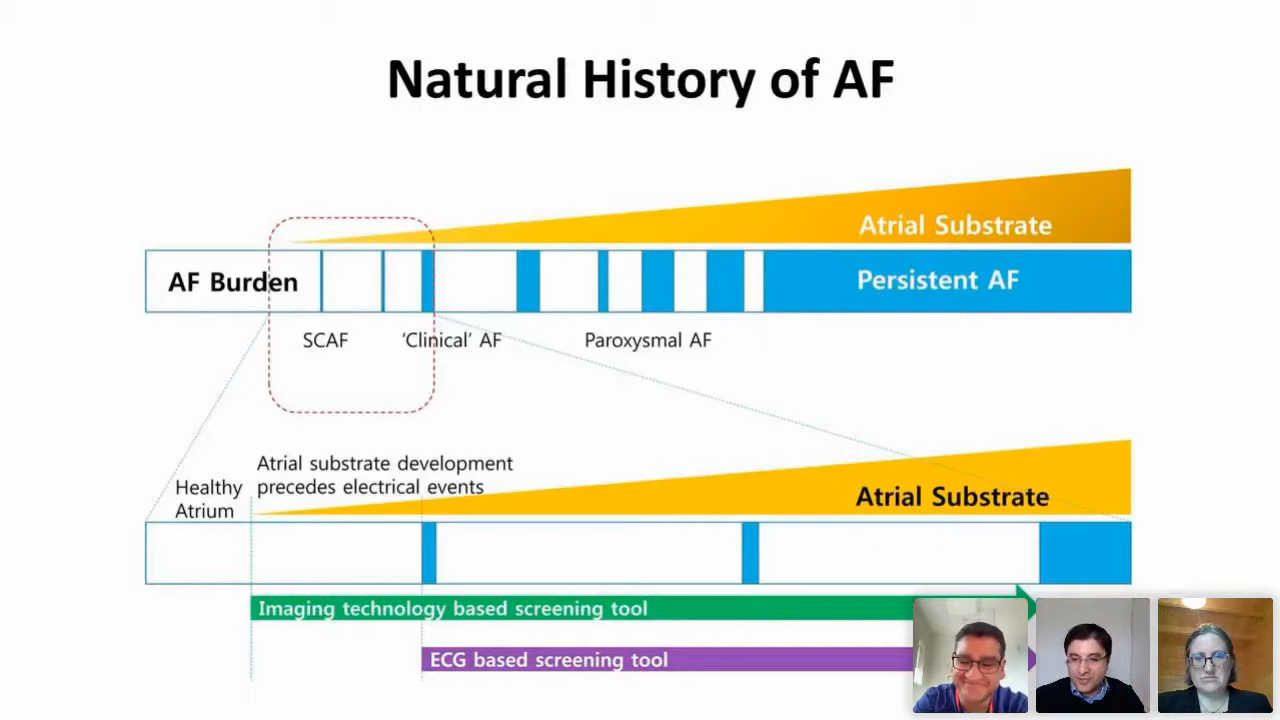 Natural History of AF
Atrial Substrate
AF Burden
Persistent AF
SCAF
‘Clinical’ AF
Paroxysmal AF
Atrial substrate development
precedes electrical events
Healthy
Atrium
Atrial Substrate
Imaging technology based screening tool
ECG based screening tool